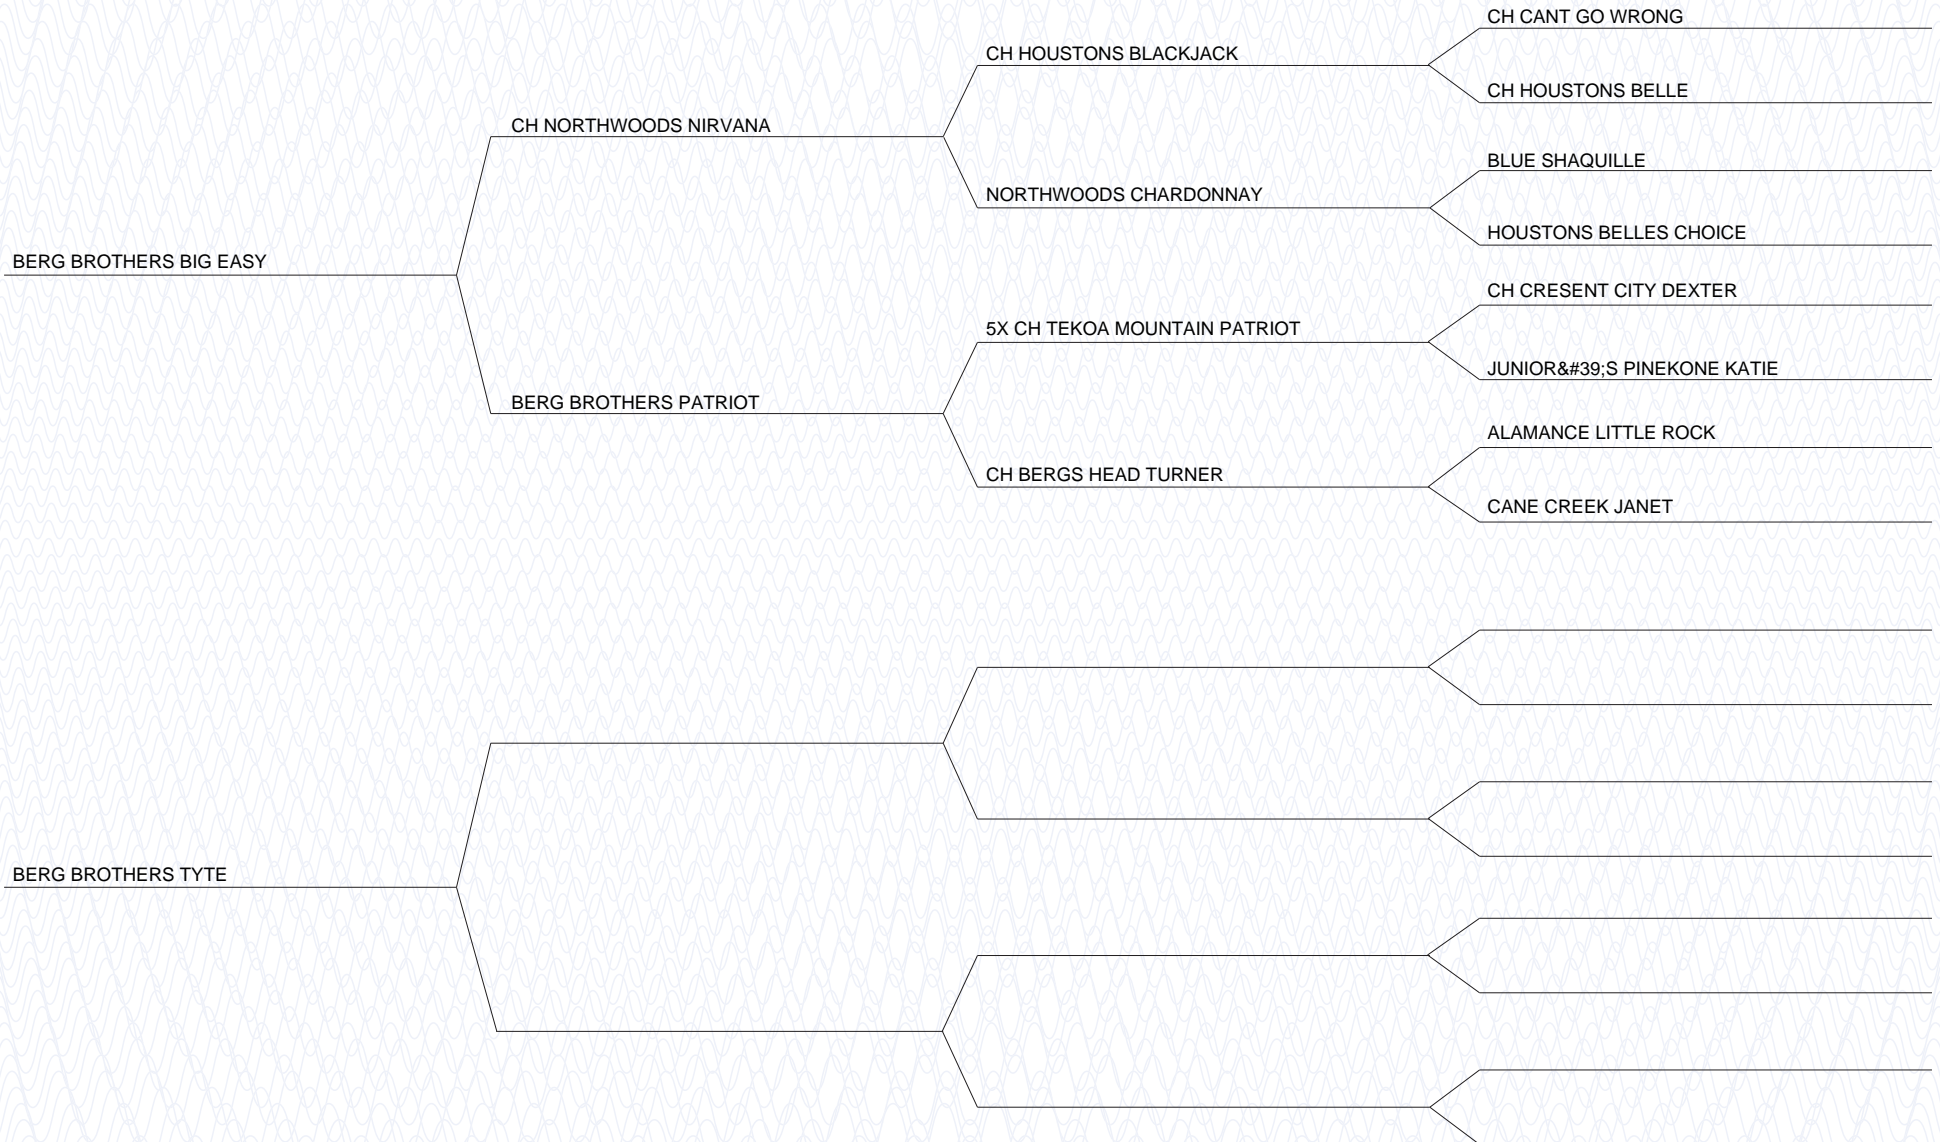 CH CANT GO WRONG
CH HOUSTONS BLACKJACK
CH HOUSTONS BELLE
CH NORTHWOODS NIRVANA
BLUE SHAQUILLE
NORTHWOODS CHARDONNAY
HOUSTONS BELLES CHOICE
BERG BROTHERS BIG EASY
CH CRESENT CITY DEXTER
5X CH TEKOA MOUNTAIN PATRIOT
JUNIOR&#39;S PINEKONE KATIE
BERG BROTHERS PATRIOT
ALAMANCE LITTLE ROCK
CH BERGS HEAD TURNER
CANE CREEK JANET
BERG BROTHERS TYTE